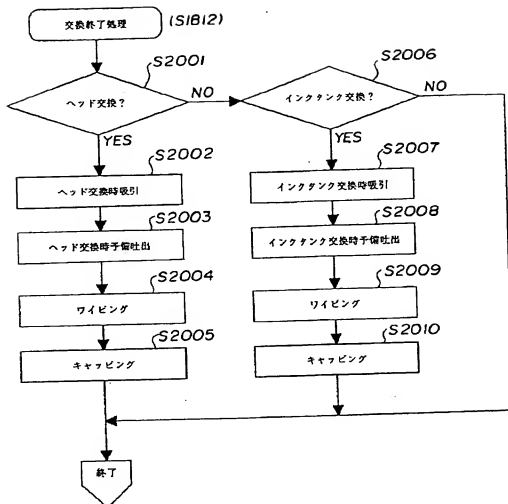 交換終了処理
(S1812)
S2001
ヘッド交換?
NO
YES
S2002
ヘッド交換時吸引
S2003
ヘッド交換時予備吐出
S2004
ワイピング
S2005
キャッピング
S2006
インクタンク交換?
NO
YES
S2007
インクタンク交換時吸引
S2008
インクタンク交換時予備吐出
S2009
ワイピング
S2010
キャッピング
終了